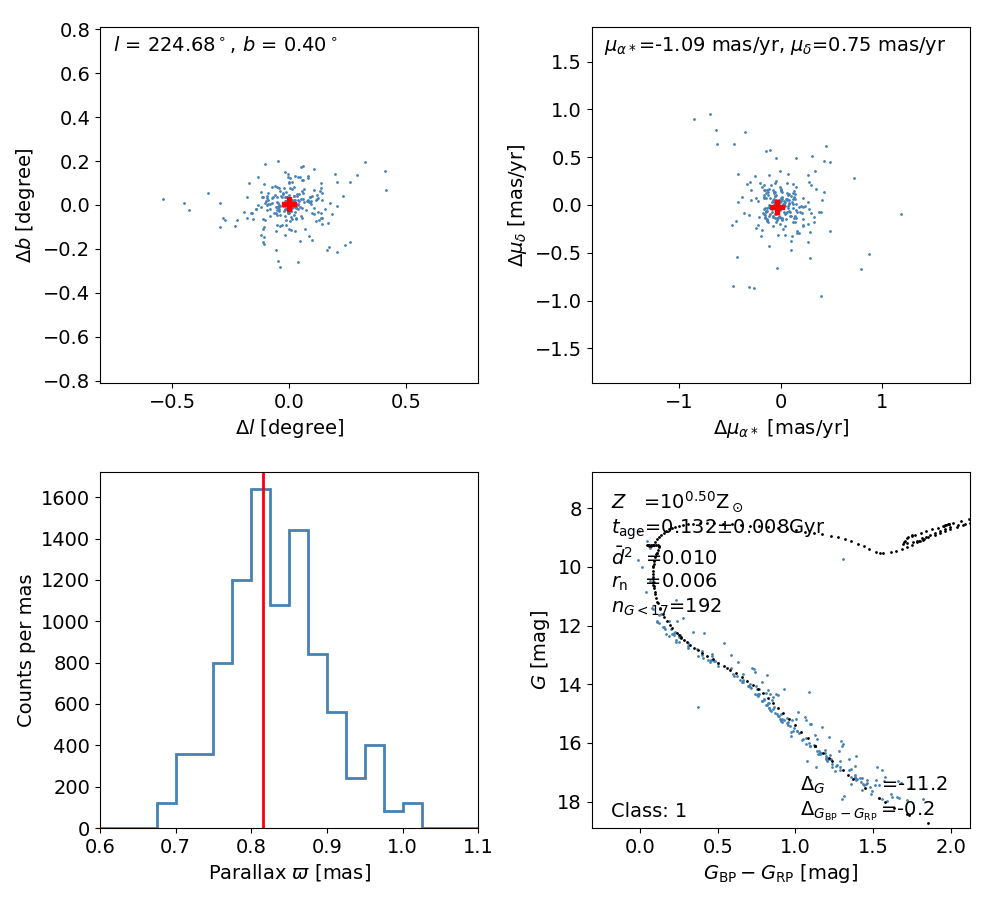 l = 224.68°, b = 0.40°
0.8
0.6
0.4
0.2
0.0
−0.2
−0.4
−0.6
−0.8
Δb [degree]
−0.5 0.0 0.5
Δl [degree]
μα*=-1.09 mas/yr, μδ=0.75 mas/yr
1.5
1.0
0.5
0.0
−0.5
−1.0
−1.5
Δμδ [mas/yr]
−1 0 1
Δμα* [mas/yr]
1600
1400
1200
1000
800
600
400
200
0
Counts per mas
0.6 0.7 0.8 0.9 1.0 1.1
Parallax ϖ [mas]
Z =10^0.50 Z⊙
t_age=0.132±0.008Gyr
d̄² =0.010
r_n =0.006
n_G<17=192
8
10
12
14
16
18
G [mag]
Δ_G =-11.2
Δ_G_BP−G_RP =-0.2
Class: 1
0.0 0.5 1.0 1.5 2.0
G_BP − G_RP [mag]